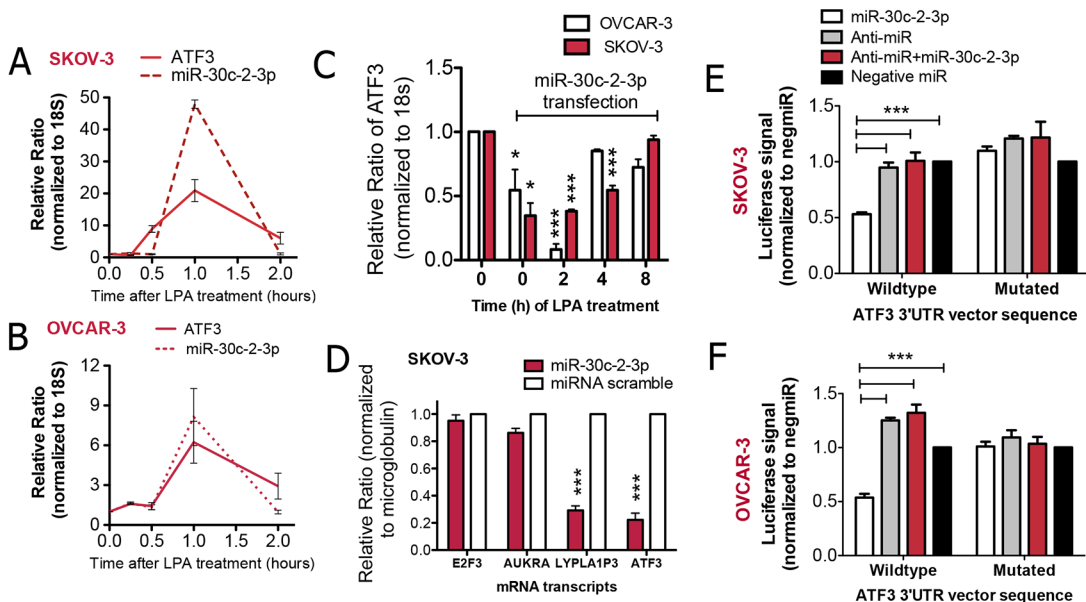 A
SKOV-3
ATF3
miR-30c-2-3p
Relative Ratio
(normalized to 18S)
50
40
30
20
10
0
0.0 0.5 1.0 2.0
Time after LPA treatment (hours)
B
OVCAR-3
ATF3
miR-30c-2-3p
Relative Ratio
(normalized to 18S)
12
9
6
3
0
0.0 0.5 1.0 2.0
Time after LPA treatment (hours)
C
OVCAR-3
SKOV-3
miR-30c-2-3p
transfection
Relative Ratio of ATF3
(normalized to 18s)
1.5
1.0
0.5
0.0
* * *** *** ***
0 0 2 4 8
Time (h) of LPA treatment
D
SKOV-3
miR-30c-2-3p
miRNA scramble
Relative Ratio (normalized
to microglobulin)
1.0
0.8
0.6
0.4
0.2
0.0
*** ***
E2F3 AUKRA LYPLA1P3 ATF3
mRNA transcripts
miR-30c-2-3p
Anti-miR
Anti-miR+miR-30c-2-3p
Negative miR
E
SKOV-3
Luciferase signal
(normalized to negmiR)
1.5
1.0
0.5
0.0
***
Wildtype Mutated
ATF3 3'UTR vector sequence
F
OVCAR-3
Luciferase signal
(normalized to negmiR)
1.5
1.0
0.5
0.0
***
Wildtype Mutated
ATF3 3'UTR vector sequence